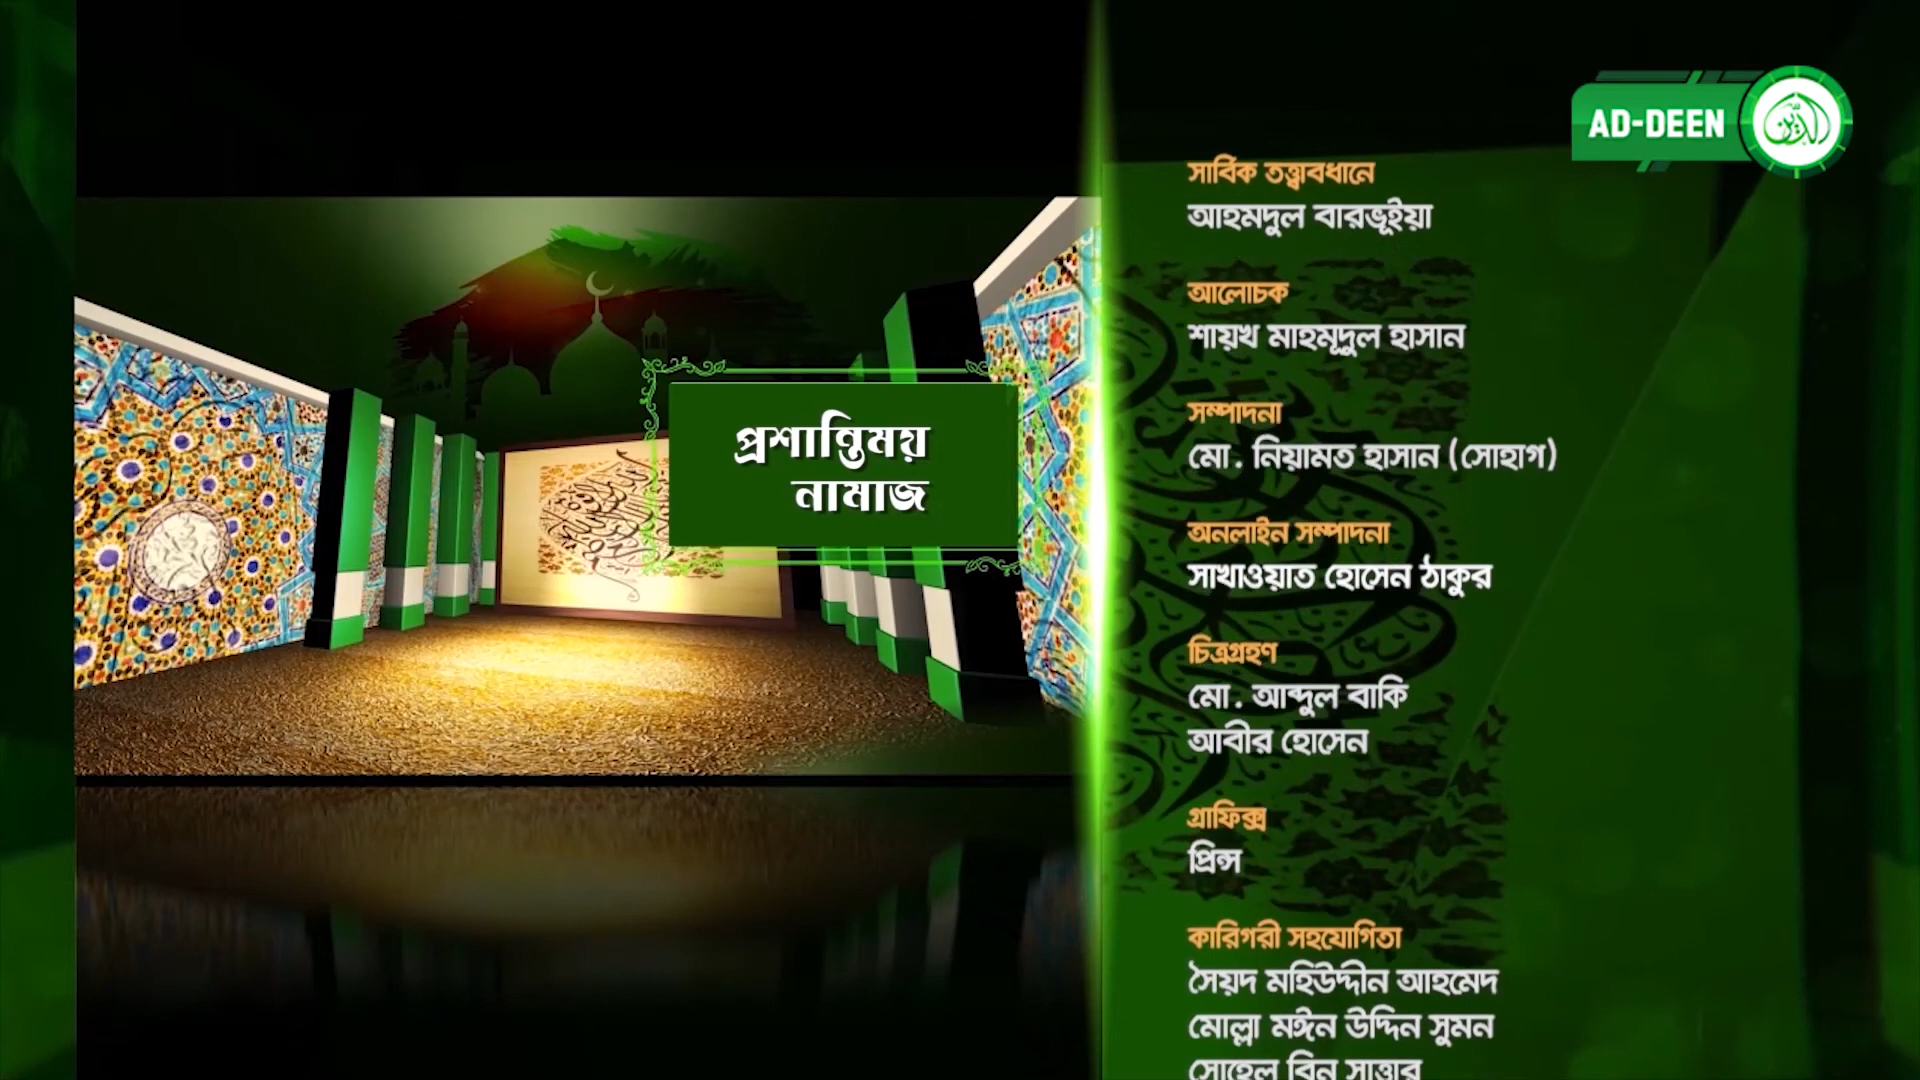 AD-DEEN
প্রশান্তিময়
নামাজ
সার্বিক তত্ত্বাবধানে
আহমদুল বারভূইয়া
আলোচক
শায়খ মাহমূদুল হাসান
সম্পাদনা
মো. নিয়ামত হাসান (সোহাগ)
অনলাইন সম্পাদনা
সাখাওয়াত হোসেন ঠাকুর
চিত্রগ্রহণ
মো. আব্দুল বাকি
আবীর হোসেন
গ্রাফিক্স
প্রিন্স
কারিগরী সহযোগিতা
সৈয়দ মহিউদ্দীন আহমেদ
মোল্লা মঈন উদ্দিন সুমন
সোহেল বিন সাত্তার